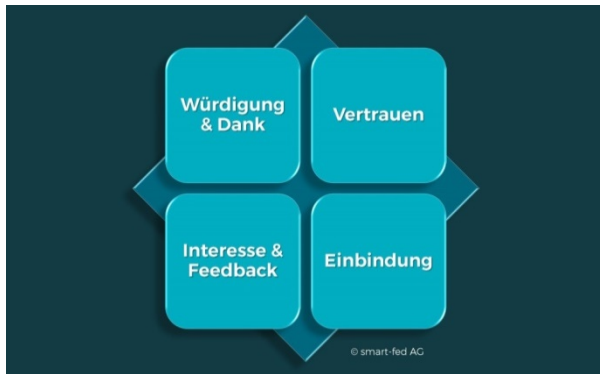 Würdigung
& Dank
Vertrauen
Interesse &
Feedback
Einbindung
© smart-fed AG